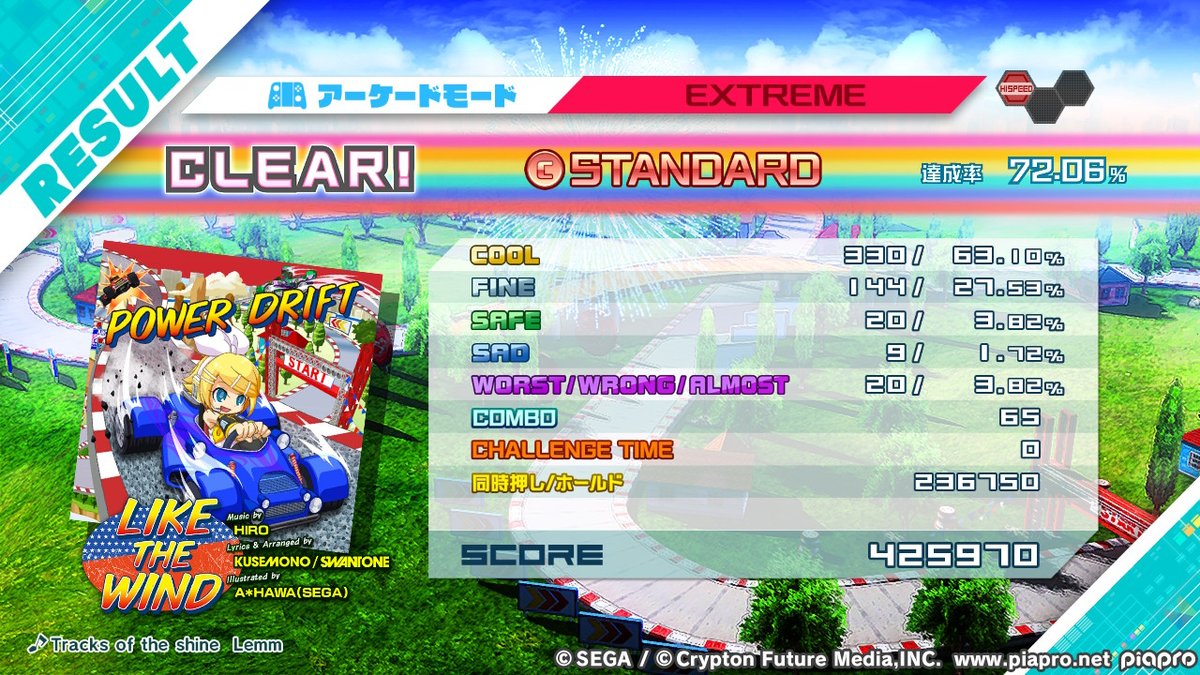 RESULT
アーケードモード
EXTREME
HISPEED
CLEAR!
G STANDARD
達成率 72.06%
POWER DRIFT
START
LIKE
THE
WIND
Music by
HIRO
Lyrics & Arranged by
KUSEMONO / SWANTONE
Illustrated by
A*HAWA(SEGA)
COOL 330/ 63.10%
FINE 144/ 27.53%
SAFE 20/ 3.82%
SAD 9/ 1.72%
WORST/WRONG/ALMOST 20/ 3.82%
COMBO 65
CHALLENGE TIME 0
同時押し/ホールド 236750
SCORE 425970
♪Tracks of the shine Lemm
© SEGA / © Crypton Future Media,INC. www.piapro.net piapro